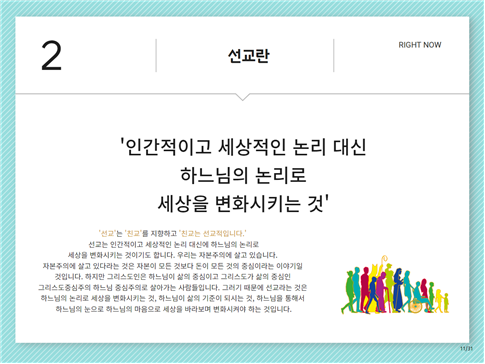 2
선교란
RIGHT NOW
'인간적이고 세상적인 논리 대신
하느님의 논리로
세상을 변화시키는 것'
'선교'는 '친교'를 지향하고 '친교는 선교적입니다.'
선교는 인간적이고 세상적인 논리 대신에 하느님의 논리로
세상을 변화시키는 것이기도 합니다. 우리는 자본주의에 살고 있습니다.
자본주의에 살고 있다라는 것은 자본이 모든 것보다 돈이 모든 것의 중심이라는 이야기일
것입니다. 하지만 그리스도인은 하느님이 삶의 중심이고 그리스도가 삶의 중심인
그리스도중심주의 하느님 중심주의로 살아가는 사람들입니다. 그러기 때문에 선교라는 것은
하느님의 논리로 세상을 변화시키는 것, 하느님이 삶의 기준이 되시는 것, 하느님을 통해서
하느님의 눈으로 하느님의 마음으로 세상을 바라보며 변화시켜야 하는 것입니다.
11/31